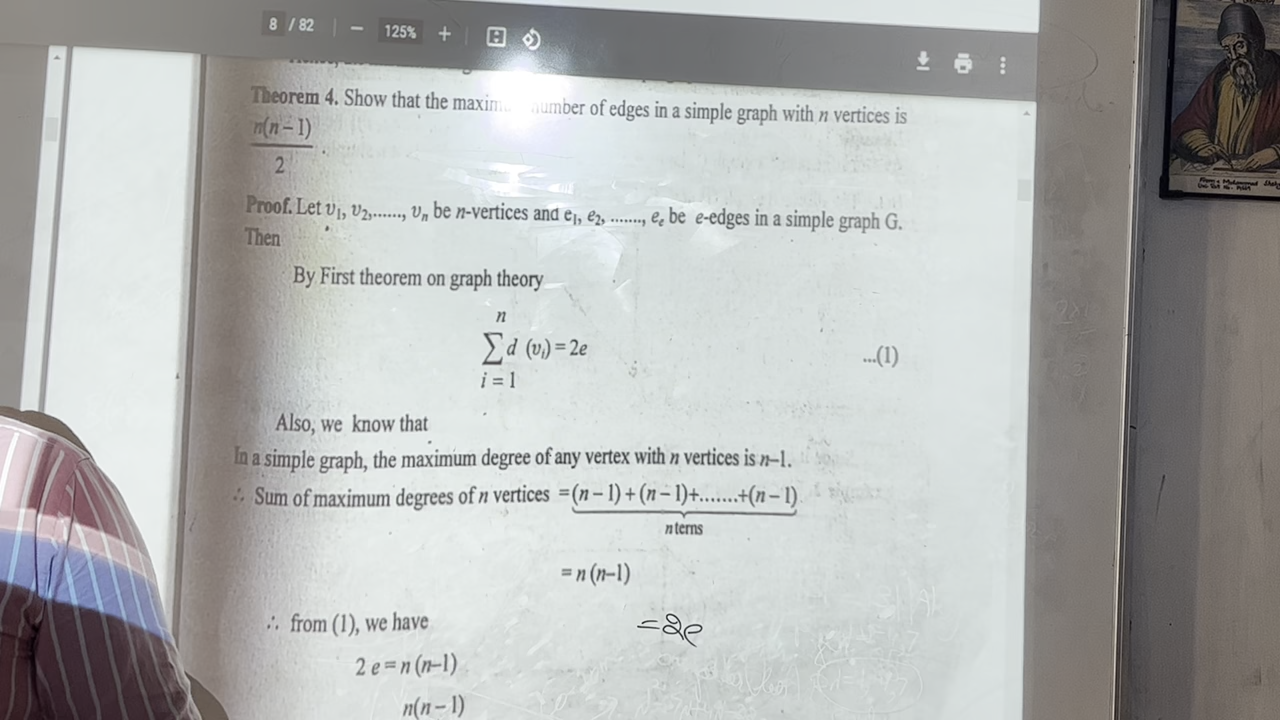 8 / 82 — 125% +
Theorem 4. Show that the maxim number of edges in a simple graph with n vertices is
n(n – 1)
2
Proof. Let v₁, v₂,......, vₙ be n-vertices and e₁, e₂, ........, eₑ be e-edges in a simple graph G.
Then
By First theorem on graph theory
n
∑ d (vᵢ) = 2e ...(1)
i = 1
Also, we know that
In a simple graph, the maximum degree of any vertex with n vertices is n–1.
∴ Sum of maximum degrees of n vertices = (n – 1) + (n – 1)+.......+(n – 1)
n terns
= n (n–1)
∴ from (1), we have
= 2e
2 e = n (n–1)
n(n – 1)